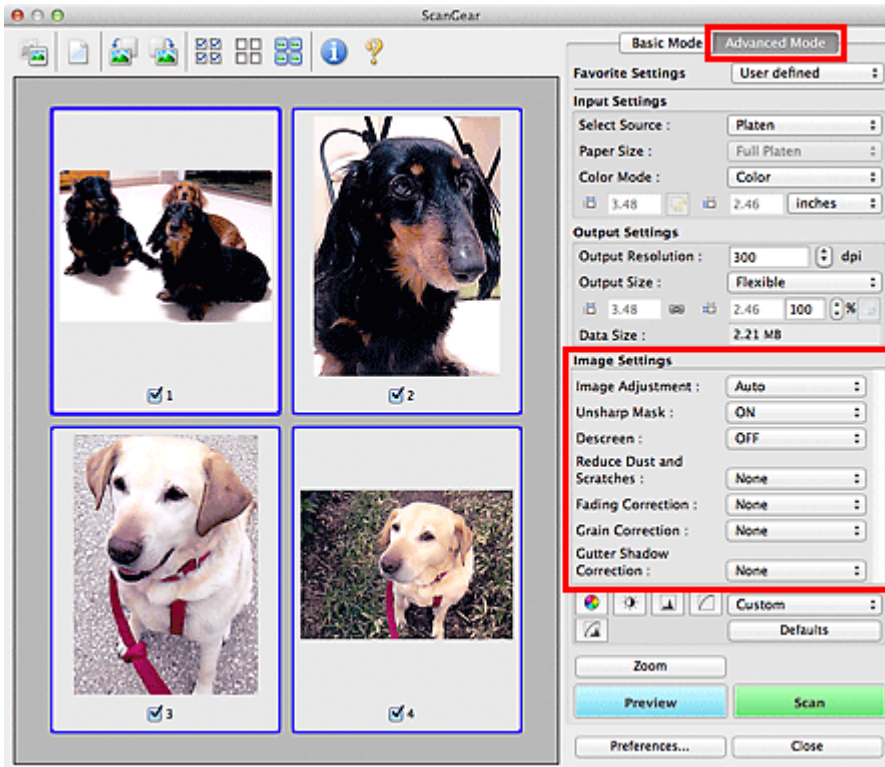 ScanGear
Basic Mode Advanced Mode
Favorite Settings User defined
Input Settings
Select Source : Platen
Paper Size : Full Platen
Color Mode : Color
3.48 2.46 inches
Output Settings
Output Resolution : 300 dpi
Output Size : Flexible
3.48 2.46 100 %
Data Size : 2.21 MB
Image Settings
Image Adjustment : Auto
Unsharp Mask : ON
Descreen : OFF
Reduce Dust and
Scratches : None
Fading Correction : None
Grain Correction : None
Gutter Shadow
Correction : None
Custom
Defaults
Zoom
Preview Scan
Preferences... Close
1
2
3
4